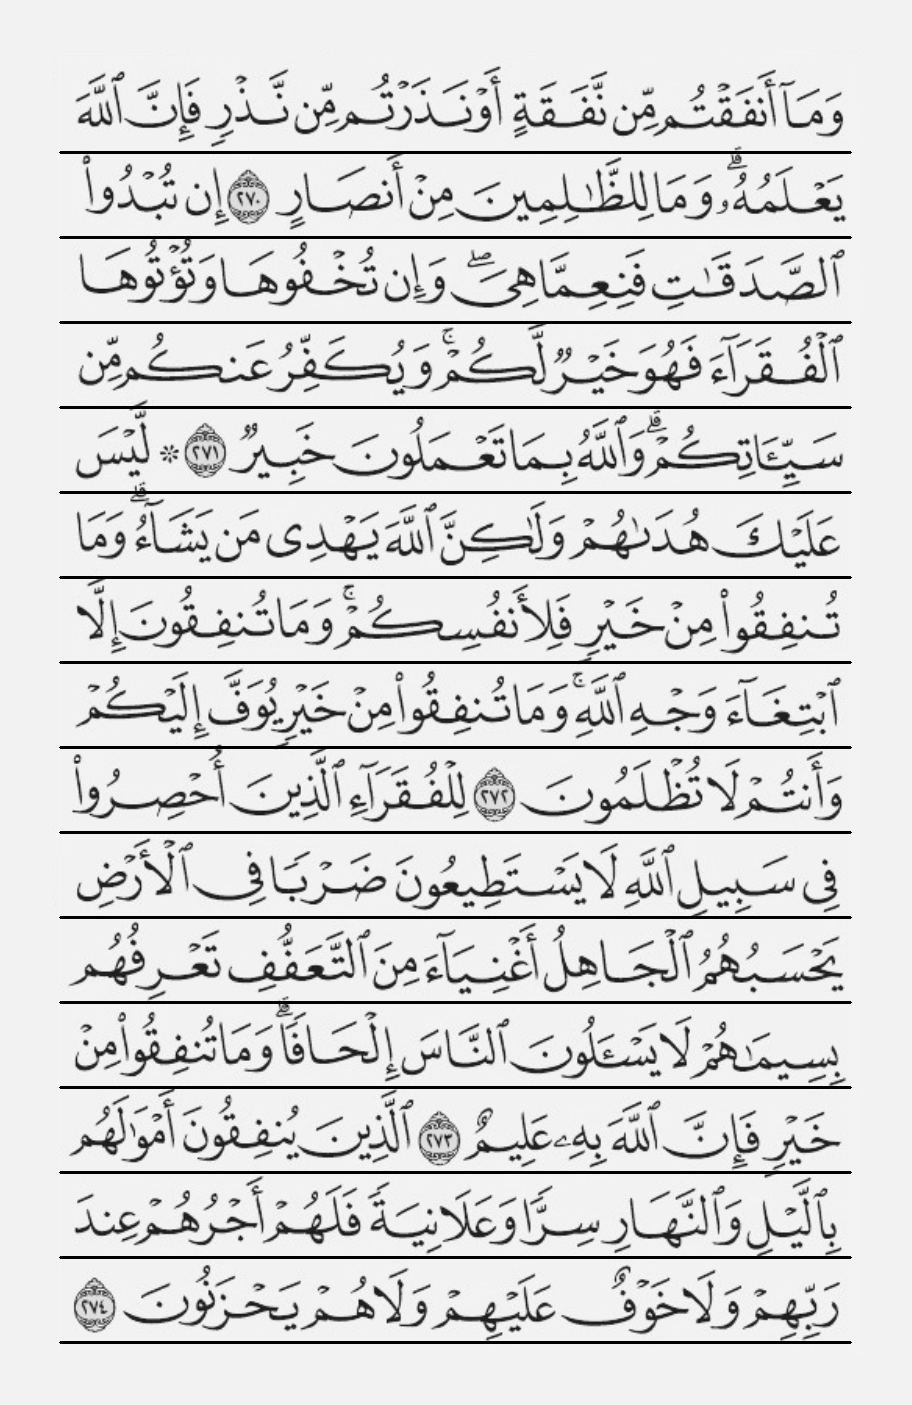 وَمَآ أَنفَقْتُم مِّن نَّفَقَةٍ أَوْ نَذَرْتُم مِّن نَّذْرٍ فَإِنَّ ٱللَّهَ
يَعْلَمُهُۥ ۗ وَمَا لِلظَّـٰلِمِينَ مِنْ أَنصَارٍ ٢٧٠ إِن تُبْدُوا۟
ٱلصَّدَقَـٰتِ فَنِعِمَّا هِىَ ۖ وَإِن تُخْفُوهَا وَتُؤْتُوهَا
ٱلْفُقَرَآءَ فَهُوَ خَيْرٌ لَّكُمْ ۚ وَيُكَفِّرُ عَنكُم مِّن
سَيِّـَٔاتِكُمْ ۗ وَٱللَّهُ بِمَا تَعْمَلُونَ خَبِيرٌ ٢٧١ * لَّيْسَ
عَلَيْكَ هُدَىٰهُمْ وَلَـٰكِنَّ ٱللَّهَ يَهْدِى مَن يَشَآءُ ۗ وَمَا
تُنفِقُوا۟ مِنْ خَيْرٍ فَلِأَنفُسِكُمْ ۚ وَمَا تُنفِقُونَ إِلَّا
ٱبْتِغَآءَ وَجْهِ ٱللَّهِ ۚ وَمَا تُنفِقُوا۟ مِنْ خَيْرٍ يُوَفَّ إِلَيْكُمْ
وَأَنتُمْ لَا تُظْلَمُونَ ٢٧٢ لِلْفُقَرَآءِ ٱلَّذِينَ أُحْصِرُوا۟
فِى سَبِيلِ ٱللَّهِ لَا يَسْتَطِيعُونَ ضَرْبًا فِى ٱلْأَرْضِ
يَحْسَبُهُمُ ٱلْجَاهِلُ أَغْنِيَآءَ مِنَ ٱلتَّعَفُّفِ تَعْرِفُهُم
بِسِيمَـٰهُمْ لَا يَسْـَٔلُونَ ٱلنَّاسَ إِلْحَافًا ۗ وَمَا تُنفِقُوا۟ مِنْ
خَيْرٍ فَإِنَّ ٱللَّهَ بِهِۦ عَلِيمٌ ٢٧٣ ٱلَّذِينَ يُنفِقُونَ أَمْوَٰلَهُم
بِٱلَّيْلِ وَٱلنَّهَارِ سِرًّا وَعَلَانِيَةً فَلَهُمْ أَجْرُهُمْ عِندَ
رَبِّهِمْ وَلَا خَوْفٌ عَلَيْهِمْ وَلَا هُمْ يَحْزَنُونَ ٢٧٤